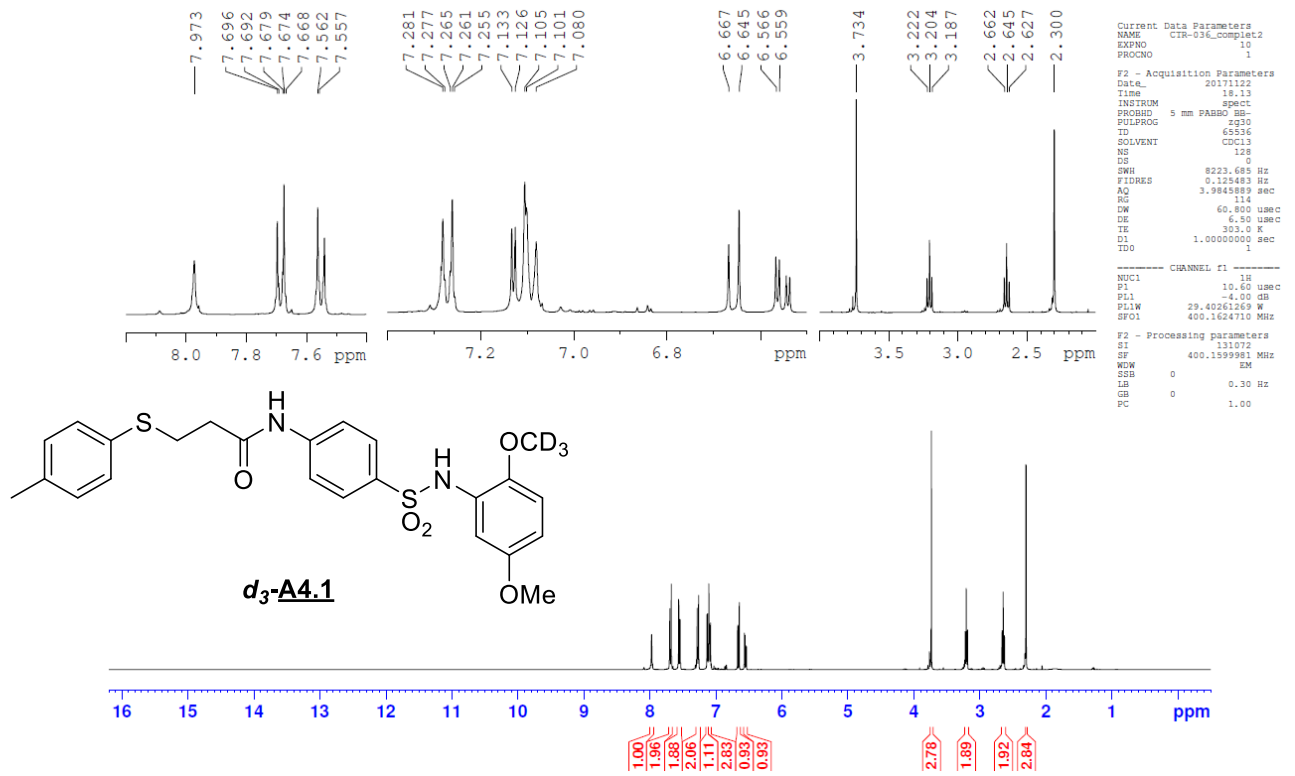 7.973
7.696
7.692
7.679
7.674
7.668
7.562
7.557
7.281
7.277
7.265
7.261
7.255
7.133
7.126
7.105
7.101
7.080
6.667
6.645
6.566
6.559
3.734
3.222
3.204
3.187
2.662
2.645
2.627
2.300
8.0 7.8 7.6 ppm
7.2 7.0 6.8 ppm
3.5 3.0 2.5 ppm
Current Data Parameters
NAME CTR-036_complet2
EXPNO 10
PROCNO 1
F2 - Acquisition Parameters
Date_ 20171122
Time 18.13
INSTRUM spect
PROBHD 5 mm PABBO BB-
PULPROG zg30
TD 65536
SOLVENT CDCl3
NS 128
DS 0
SWH 8223.685 Hz
FIDRES 0.125483 Hz
AQ 3.9845889 sec
RG 114
DW 60.800 usec
DE 6.50 usec
TE 303.0 K
D1 1.00000000 sec
TD0 1
======== CHANNEL f1 ========
NUC1 1H
P1 10.60 usec
PL1 -4.00 dB
PL1W 29.40261269 W
SFO1 400.1624710 MHz
F2 - Processing parameters
SI 131072
SF 400.1599981 MHz
WDW EM
SSB 0
LB 0.30 Hz
GB 0
PC 1.00
S
H
N
O
H
N
S
O2
OCD3
OMe
d3-A4.1
16 15 14 13 12 11 10 9 8 7 6 5 4 3 2 1 ppm
1.00
1.96
1.88
2.06
1.11
2.83
0.93
0.93
2.78
1.89
1.92
2.84